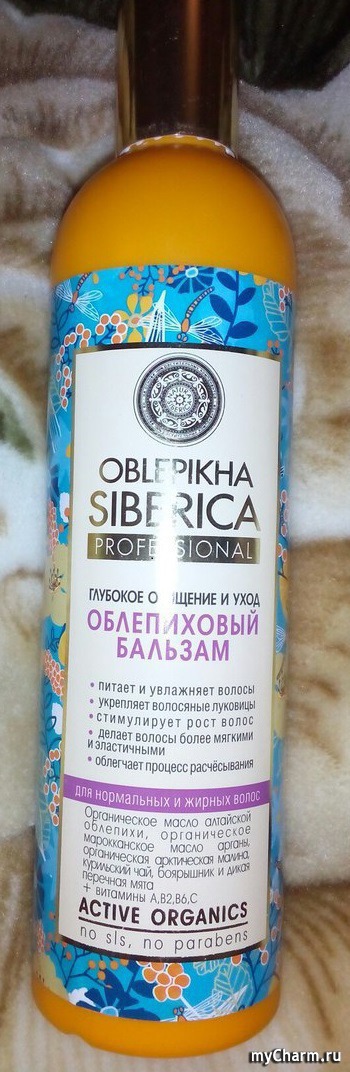 NATURA SIBERICA
OBLEPIKHA
SIBERICA
PROFESSIONAL
ГЛУБОКОЕ ОЧИЩЕНИЕ И УХОД
ОБЛЕПИХОВЫЙ
БАЛЬЗАМ
• питает и увлажняет волосы
• укрепляет волосяные луковицы
• стимулирует рост волос
• делает волосы более мягкими
и эластичными
• облегчает процесс расчёсывания
для нормальных и жирных волос
Органическое масло алтайской
облепихи, органическое
марокканское масло арганы,
органическая арктическая малина,
курильский чай, боярышник и дикая
перечная мята
+ витамины A,B2,B6,C
ACTIVE ORGANICS
no sls, no parabens
myCharm.ru